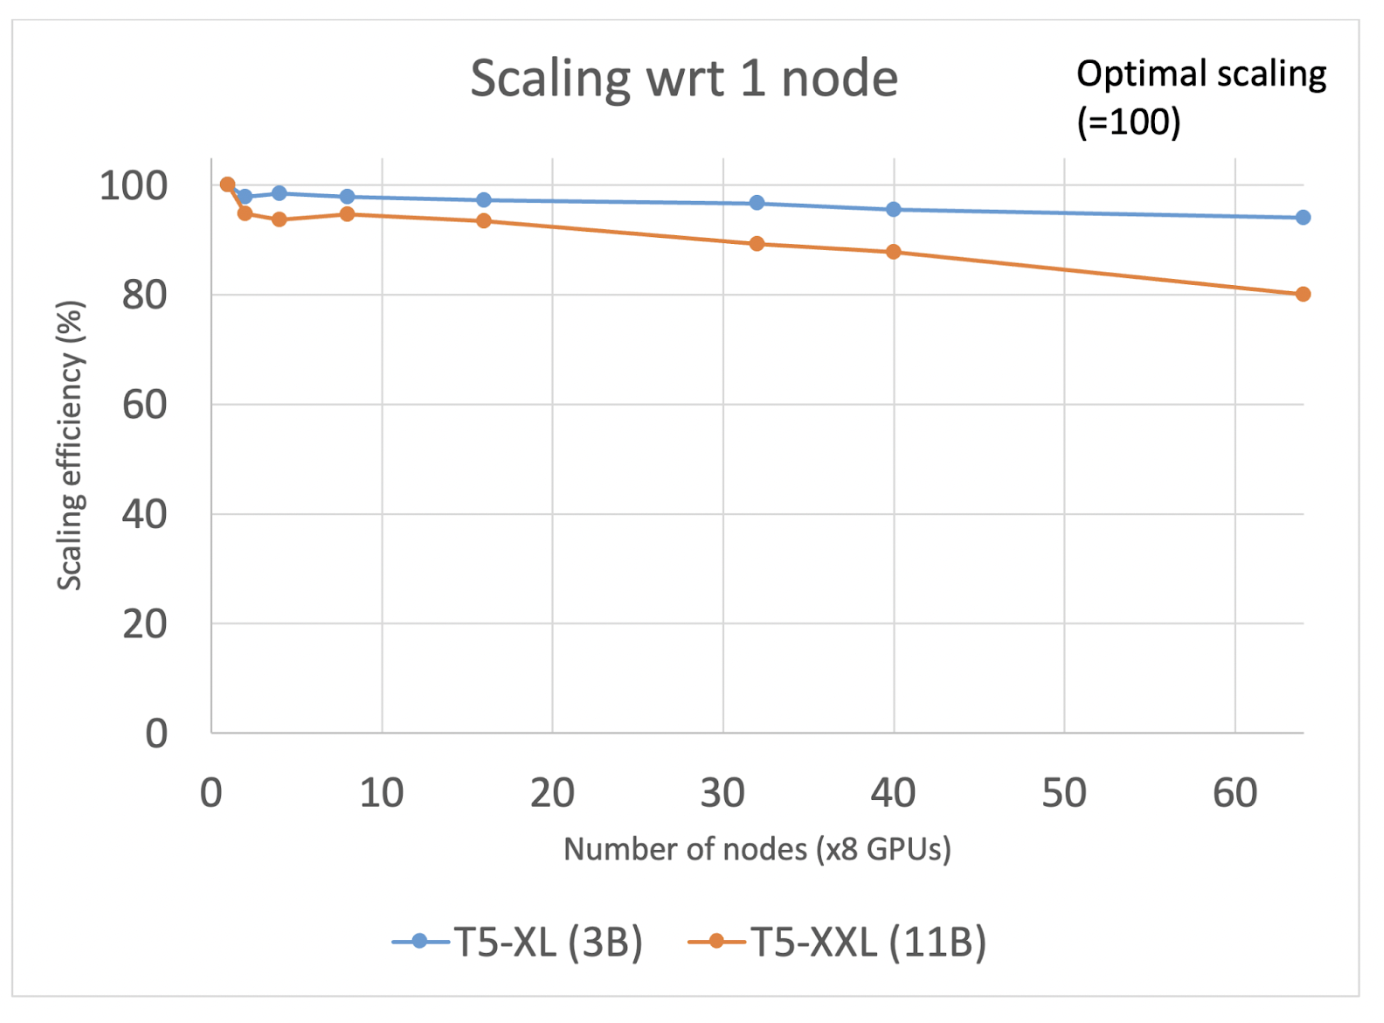 Scaling wrt 1 node
Optimal scaling
(=100)
Scaling efficiency (%)
100
80
60
40
20
0
0 10 20 30 40 50 60
Number of nodes (x8 GPUs)
T5-XL (3B) T5-XXL (11B)